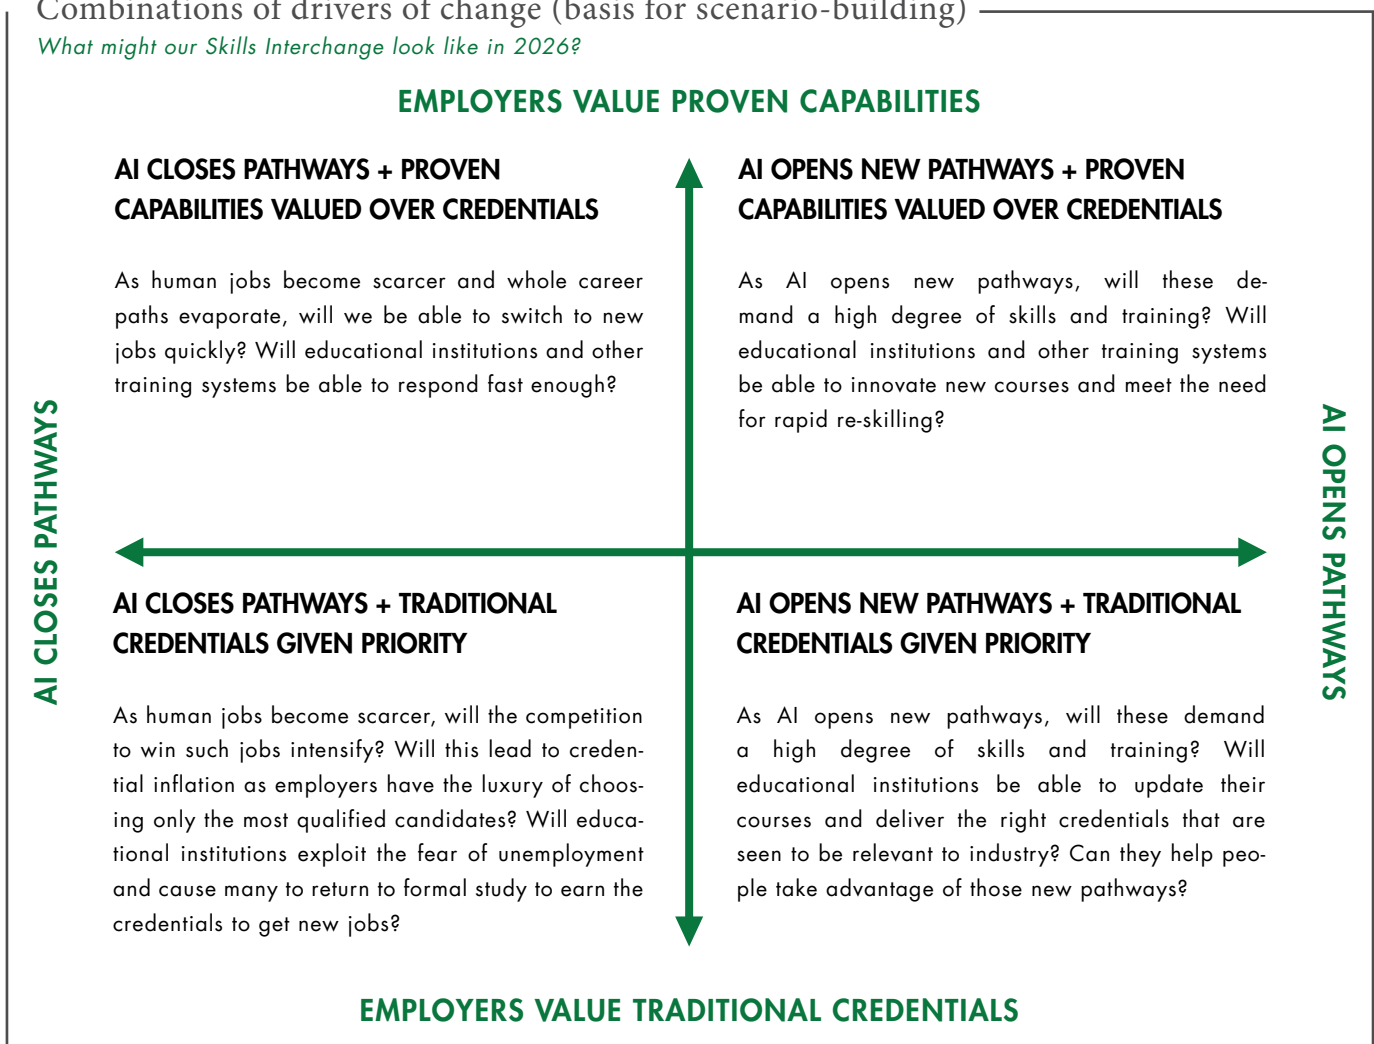 Combinations of drivers of change (basis for scenario-building)
What might our Skills Interchange look like in 2026?
EMPLOYERS VALUE PROVEN CAPABILITIES
AI CLOSES PATHWAYS + PROVEN
CAPABILITIES VALUED OVER CREDENTIALS
As human jobs become scarcer and whole career
paths evaporate, will we be able to switch to new
jobs quickly? Will educational institutions and other
training systems be able to respond fast enough?
AI OPENS NEW PATHWAYS + PROVEN
CAPABILITIES VALUED OVER CREDENTIALS
As AI opens new pathways, will these de-
mand a high degree of skills and training? Will
educational institutions and other training systems
be able to innovate new courses and meet the need
for rapid re-skilling?
AI CLOSES PATHWAYS
AI OPENS PATHWAYS
AI CLOSES PATHWAYS + TRADITIONAL
CREDENTIALS GIVEN PRIORITY
As human jobs become scarcer, will the competition
to win such jobs intensify? Will this lead to creden-
tial inflation as employers have the luxury of choos-
ing only the most qualified candidates? Will educa-
tional institutions exploit the fear of unemployment
and cause many to return to formal study to earn the
credentials to get new jobs?
AI OPENS NEW PATHWAYS + TRADITIONAL
CREDENTIALS GIVEN PRIORITY
As AI opens new pathways, will these demand
a high degree of skills and training? Will
educational institutions be able to update their
courses and deliver the right credentials that are
seen to be relevant to industry? Can they help peo-
ple take advantage of those new pathways?
EMPLOYERS VALUE TRADITIONAL CREDENTIALS